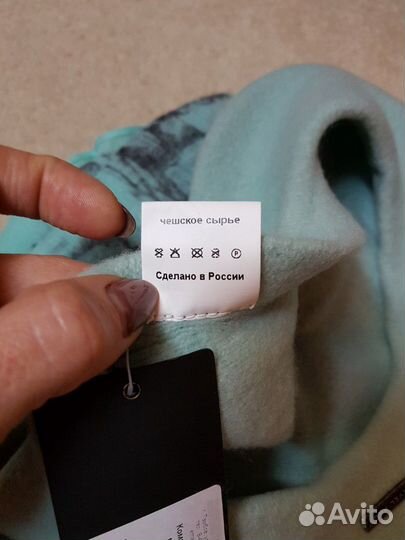 чешское сырье
P
Сделано в России
Avito